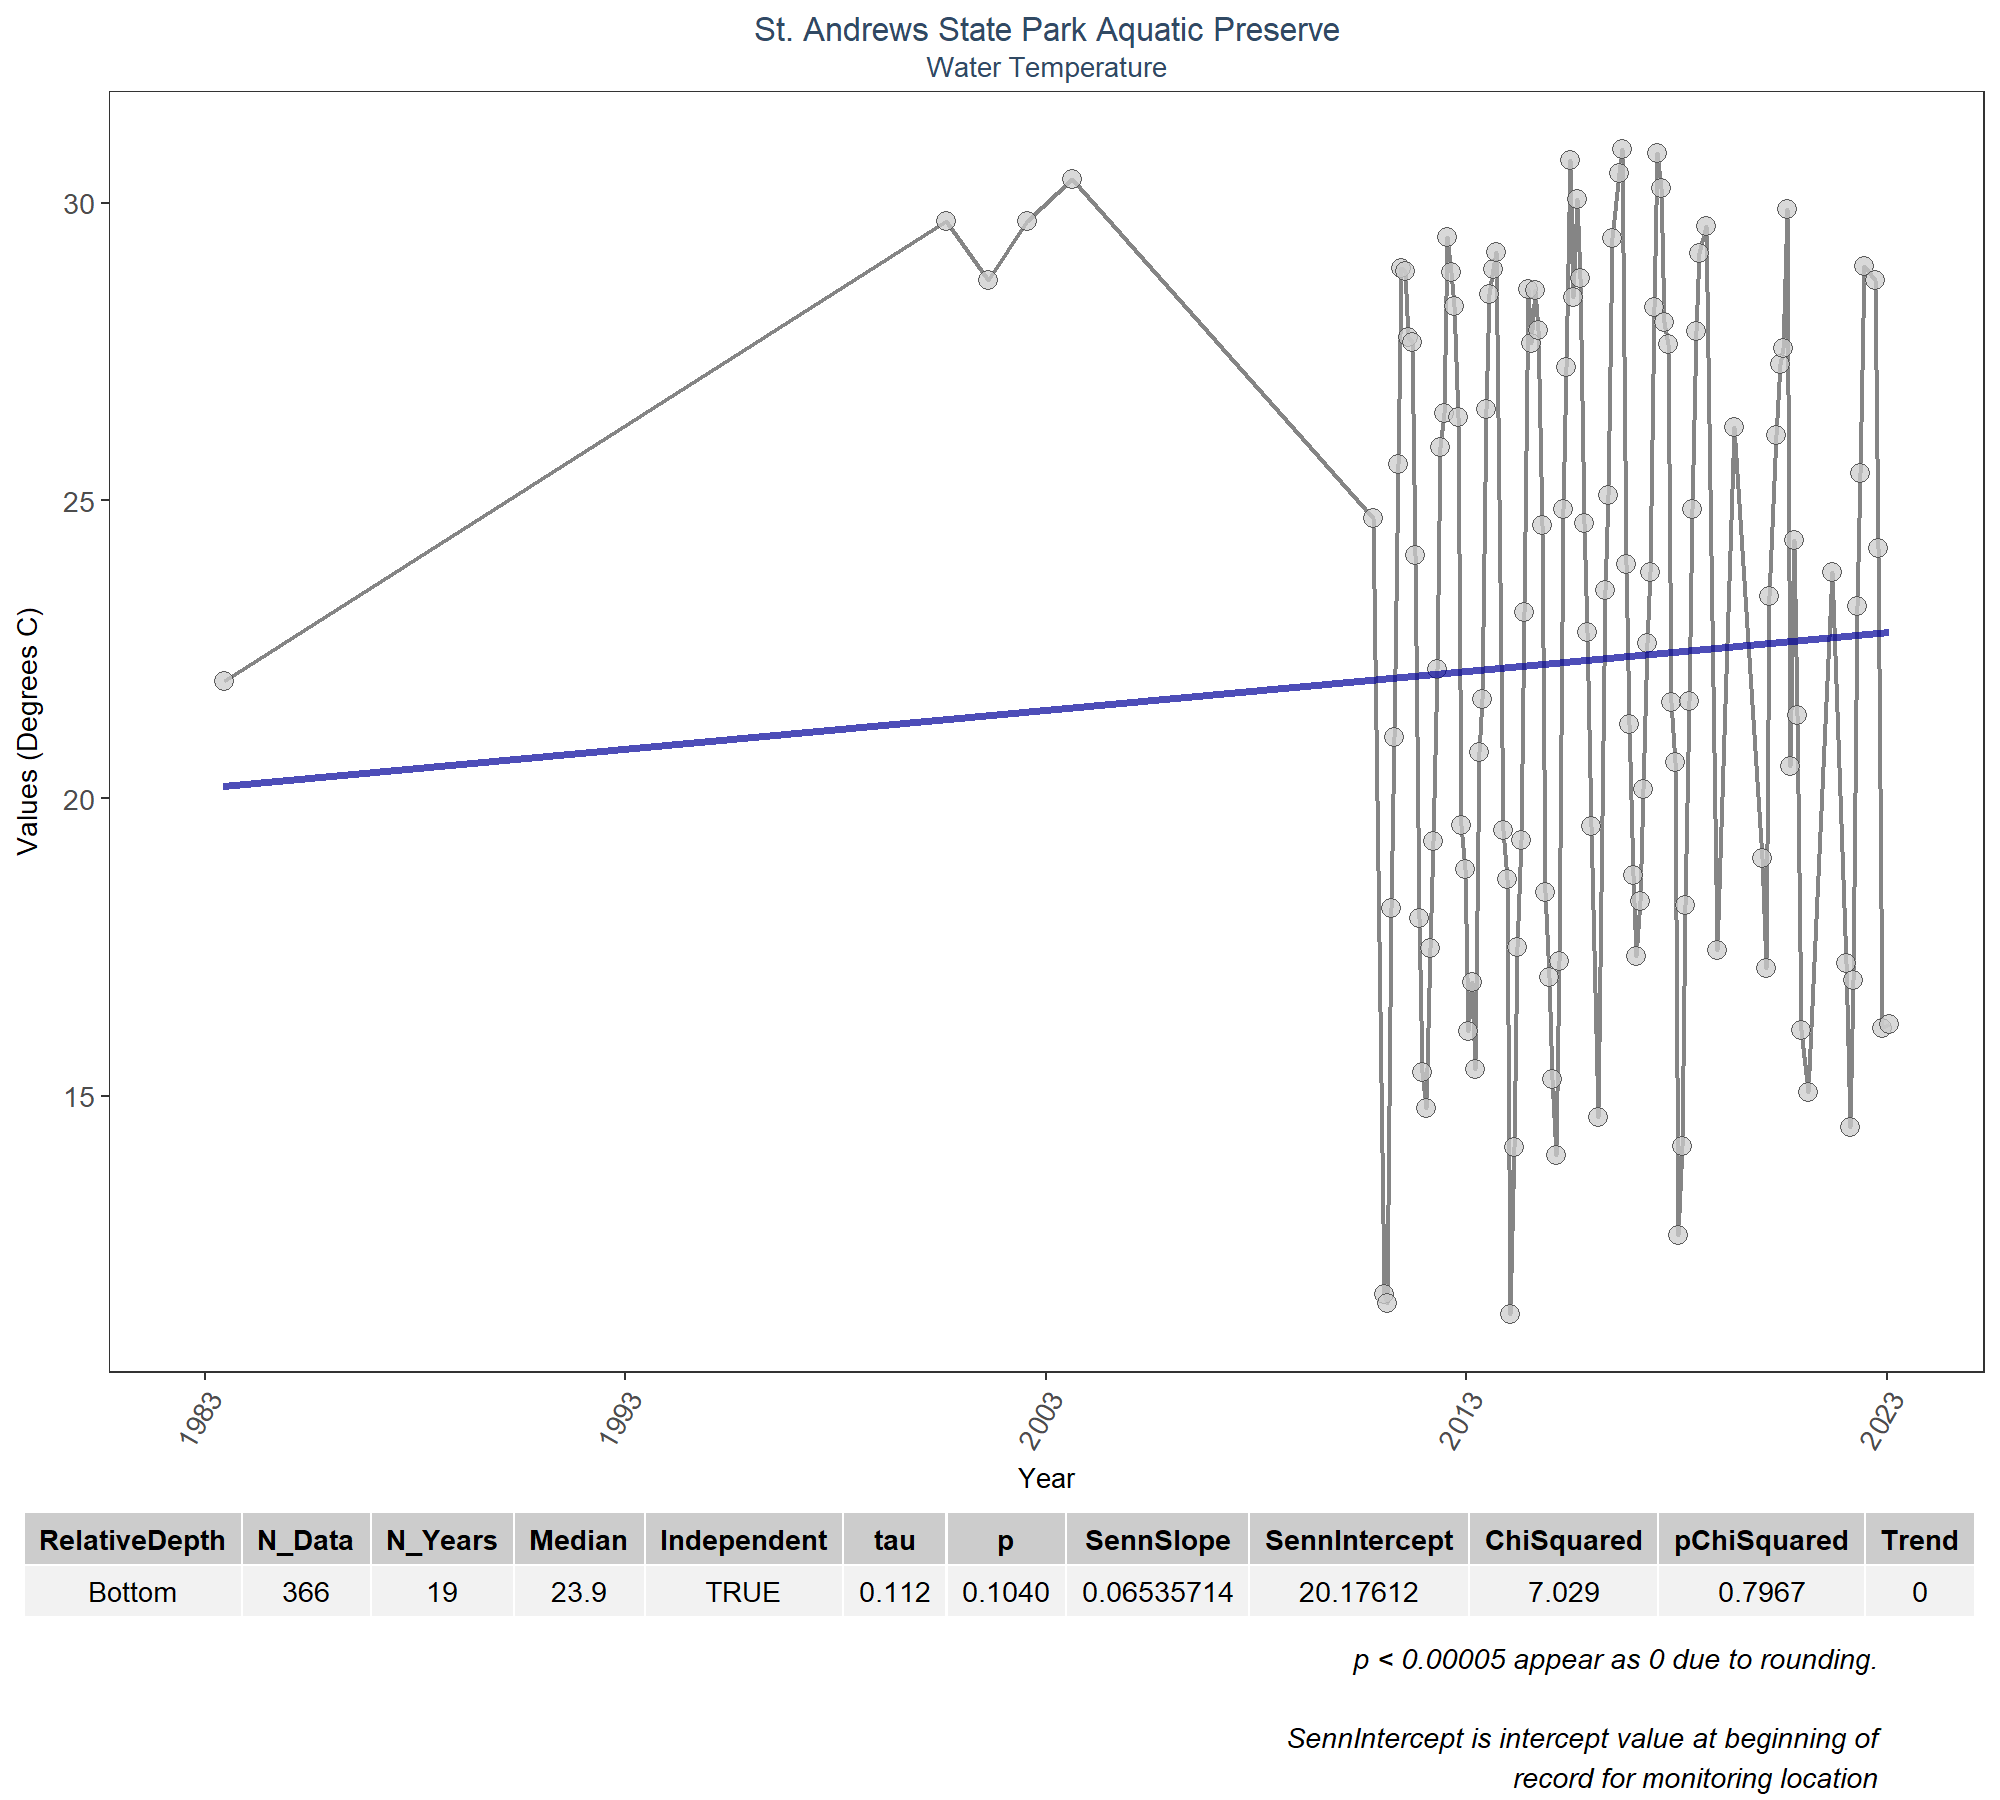 St. Andrews State Park Aquatic Preserve
Water Temperature
Values (Degrees C)
30
25
20
15
1983
1993
2003
2013
2023
Year
RelativeDepth N_Data N_Years Median Independent tau p SennSlope SennIntercept ChiSquared pChiSquared Trend
Bottom 366 19 23.9 TRUE 0.112 0.1040 0.06535714 20.17612 7.029 0.7967 0
p < 0.00005 appear as 0 due to rounding.
SennIntercept is intercept value at beginning of
record for monitoring location